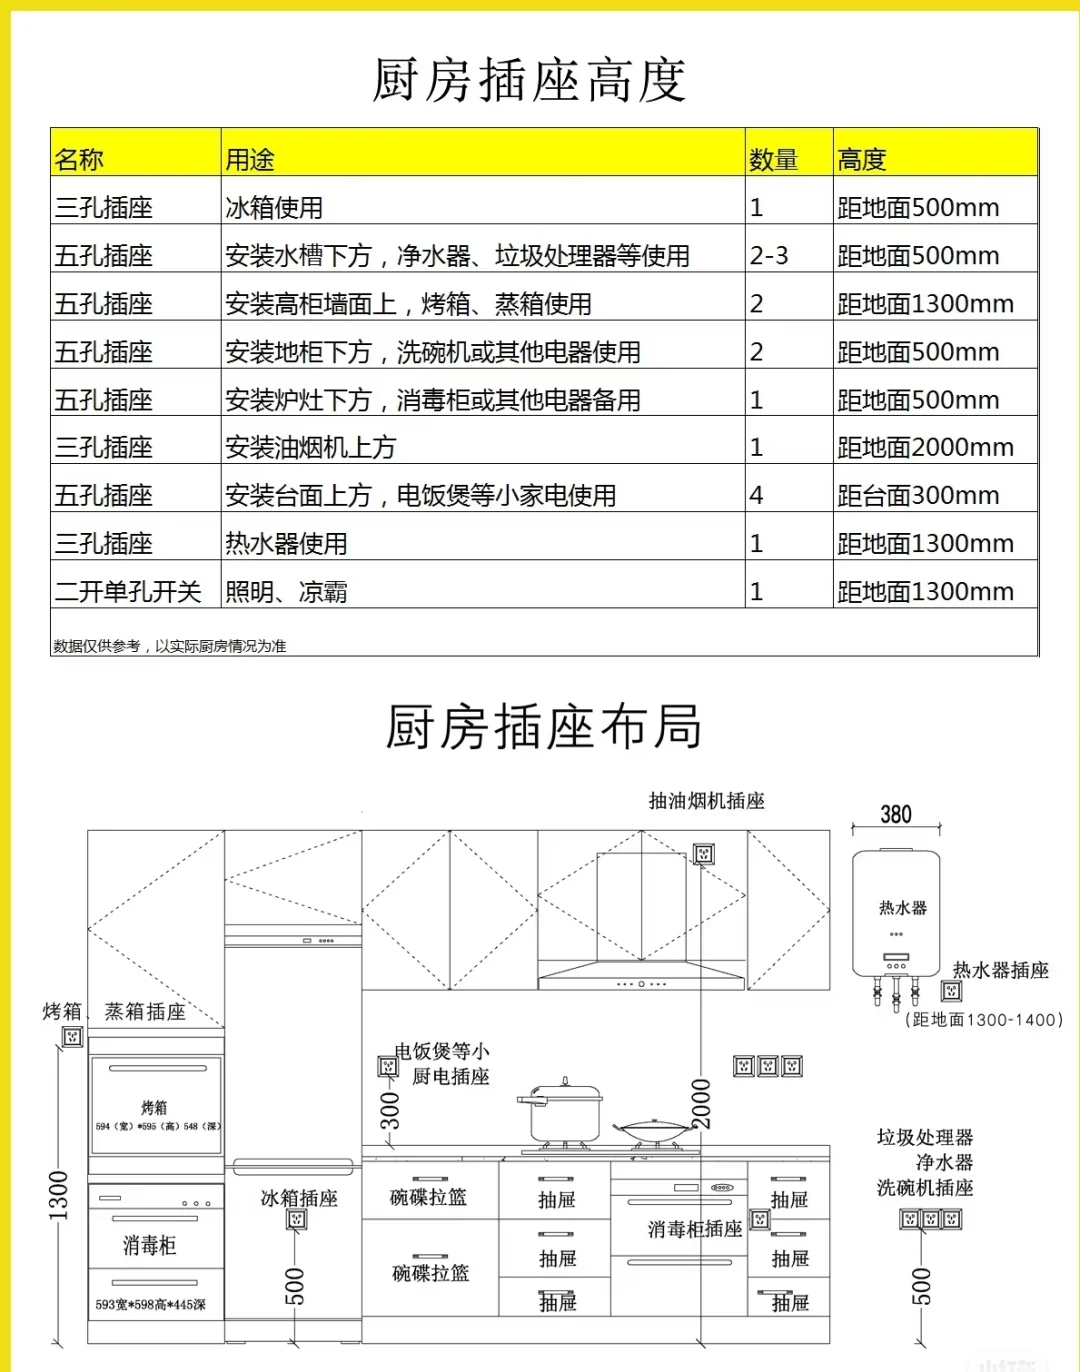 厨房插座高度
名称 用途 数量 高度
三孔插座 冰箱使用 1 距地面500mm
五孔插座 安装水槽下方，净水器、垃圾处理器等使用 2-3 距地面500mm
五孔插座 安装高柜墙面上，烤箱、蒸箱使用 2 距地面1300mm
五孔插座 安装地柜下方，洗碗机或其他电器使用 2 距地面500mm
五孔插座 安装炉灶下方，消毒柜或其他电器备用 1 距地面500mm
三孔插座 安装油烟机上方 1 距地面2000mm
五孔插座 安装台面上方，电饭煲等小家电使用 4 距台面300mm
三孔插座 热水器使用 1 距地面1300mm
二开单孔开关 照明、凉霸 1 距地面1300mm
数据仅供参考，以实际厨房情况为准
厨房插座布局
抽油烟机插座
380
热水器
热水器插座
(距地面1300-1400)
烤箱、蒸箱插座
电饭煲等小
厨电插座
300
2000
烤箱
594（宽）*595（高）548（深）
1300
垃圾处理器
净水器
洗碗机插座
冰箱插座
碗碟拉篮
抽屉
抽屉
消毒柜插座
消毒柜
碗碟拉篮
抽屉
抽屉
500
500
593宽*598高*445深
抽屉
抽屉